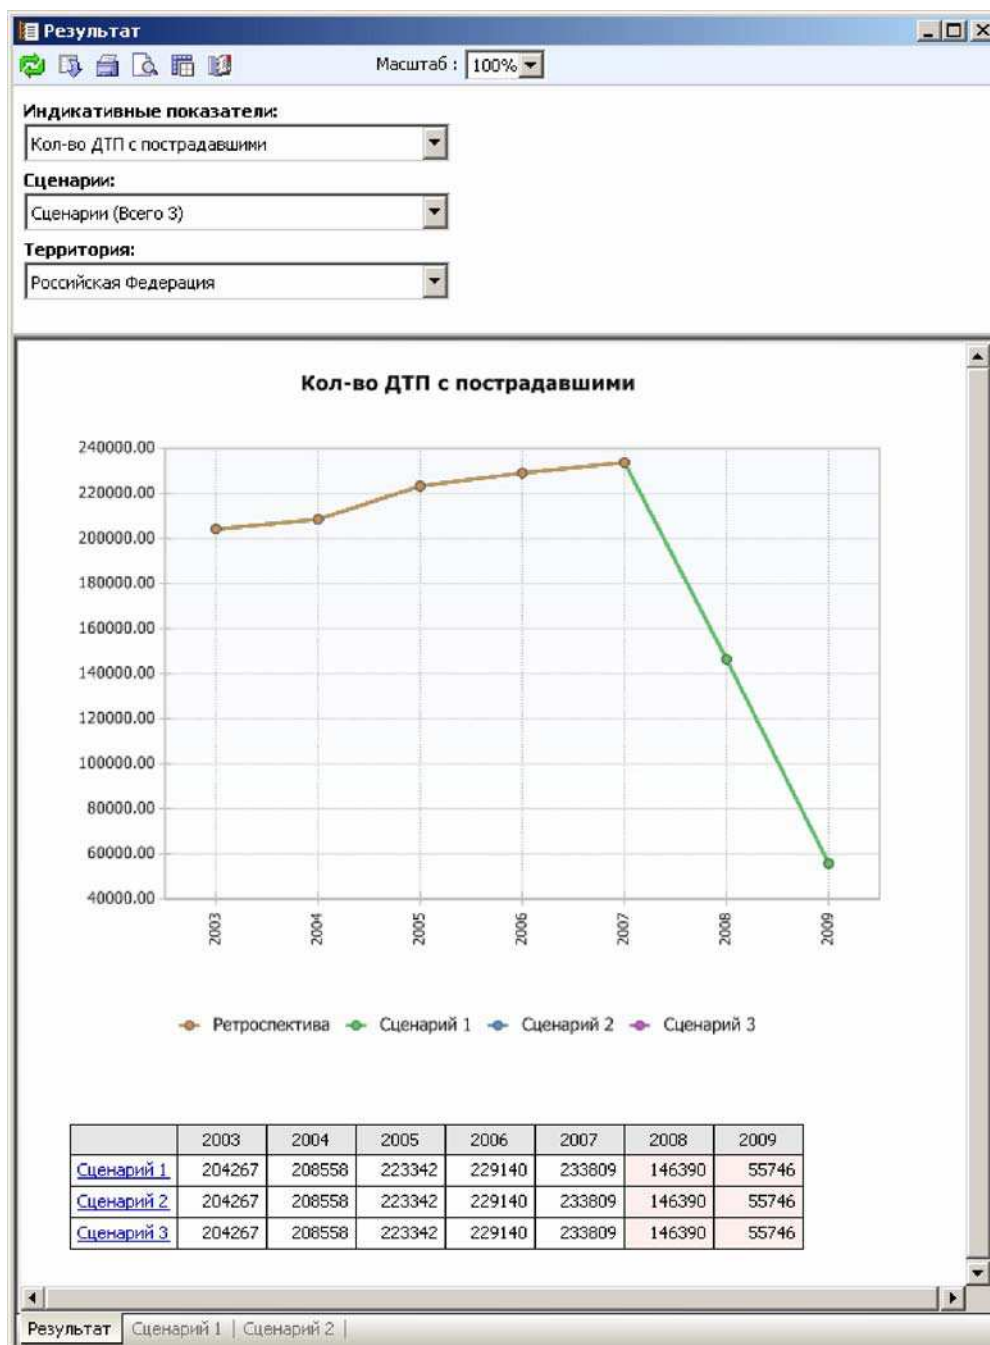 Результат
Масштаб : 100%
Индикативные показатели:
Кол-во ДТП с пострадавшими
Сценарии:
Сценарии (Всего 3)
Территория:
Российская Федерация
Кол-во ДТП с пострадавшими
240000.00
220000.00
200000.00
180000.00
160000.00
140000.00
120000.00
100000.00
80000.00
60000.00
40000.00
2003 2004 2005 2006 2007 2008 2009
Ретроспектива Сценарий 1 Сценарий 2 Сценарий 3
2003 2004 2005 2006 2007 2008 2009
Сценарий 1 204267 208558 223342 229140 233809 146390 55746
Сценарий 2 204267 208558 223342 229140 233809 146390 55746
Сценарий 3 204267 208558 223342 229140 233809 146390 55746
Результат Сценарий 1 | Сценарий 2 |